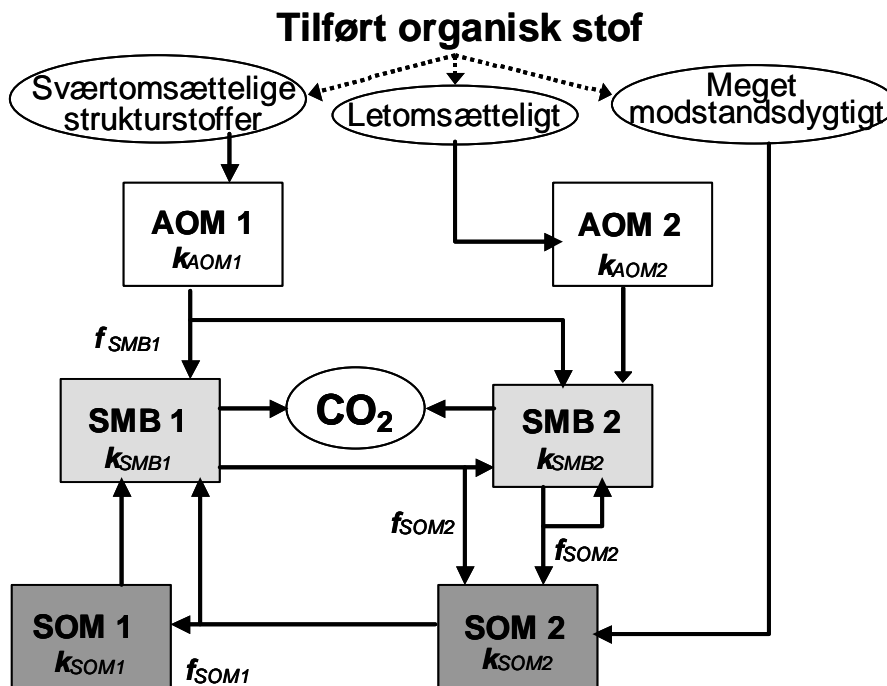 Tilført organisk stof
Sværtomsættelige
strukturstoffer
Letomsætteligt
Meget
modstandsdygtigt
AOM 1
kAOM1
AOM 2
kAOM2
fSMB1
SMB 1
kSMB1
CO₂
SMB 2
kSMB2
fSOM2
fSOM2
SOM 1
kSOM1
fSOM1
SOM 2
kSOM2